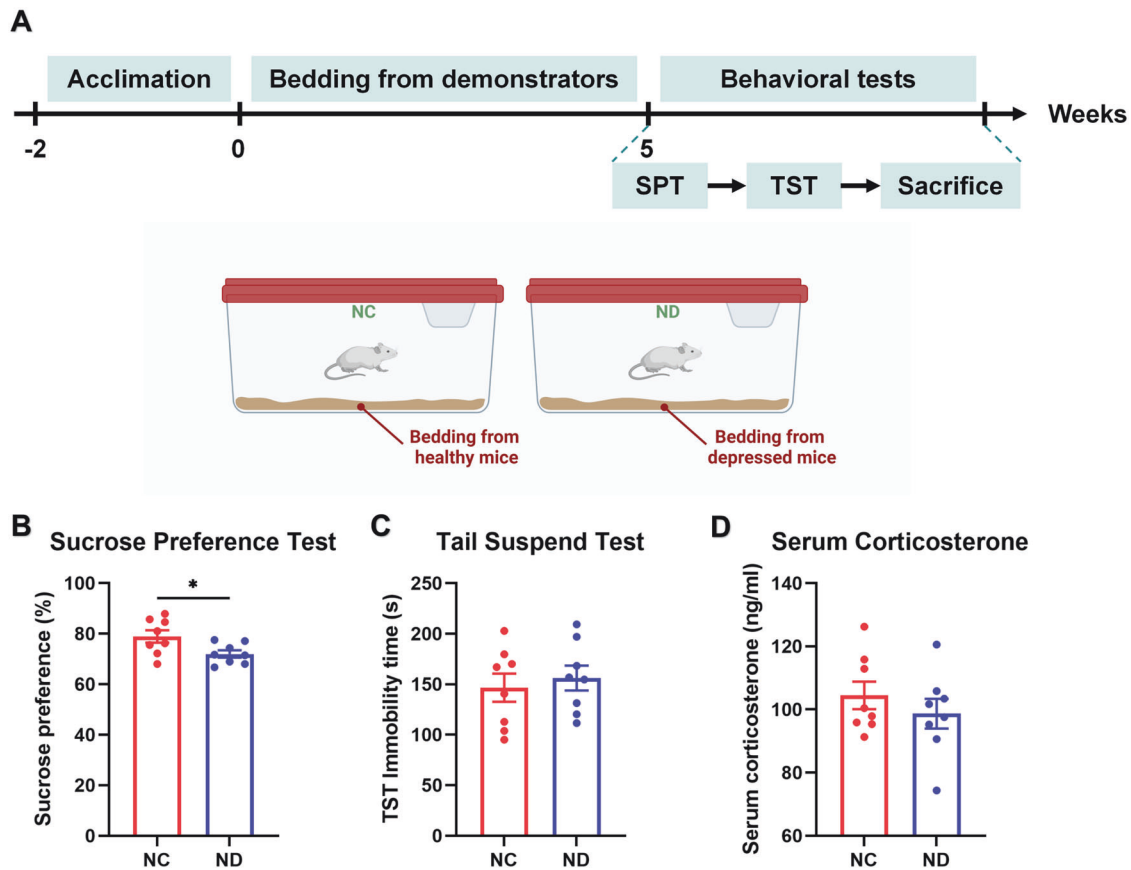 A
Acclimation
Bedding from demonstrators
Behavioral tests
Weeks
-2
0
5
SPT
TST
Sacrifice
NC
ND
Bedding from
healthy mice
Bedding from
depressed mice
B
Sucrose Preference Test
Sucrose preference (%)
100
80
60
40
20
0
*
NC
ND
C
Tail Suspend Test
TST Immobility time (s)
250
200
150
100
50
0
NC
ND
D
Serum Corticosterone
Serum corticosterone (ng/ml)
140
120
100
80
60
NC
ND